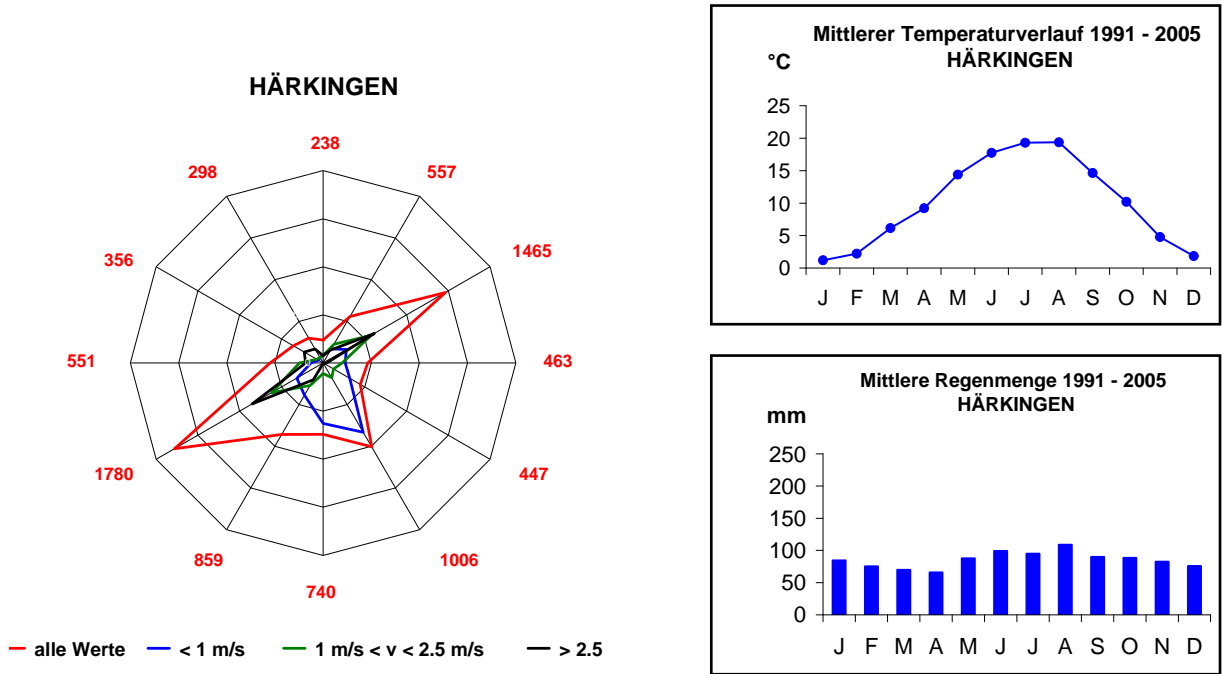 HÄRKINGEN
238
298
557
356
1465
551
463
1780
447
859
1006
740
alle Werte < 1 m/s 1 m/s < v < 2.5 m/s > 2.5
Mittlerer Temperaturverlauf 1991 - 2005
°C HÄRKINGEN
25
20
15
10
5
0
J F M A M J J A S O N D
Mittlere Regenmenge 1991 - 2005
HÄRKINGEN
mm
250
200
150
100
50
0
J F M A M J J A S O N D